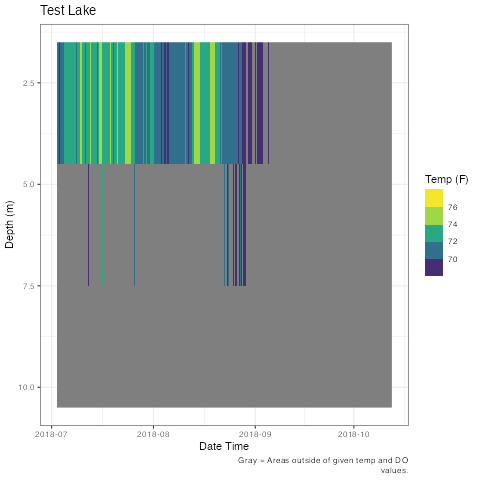 Test Lake
2.5
5.0
7.5
10.0
Depth (m)
2018-07
2018-08
2018-09
2018-10
Date Time
Temp (F)
76
74
72
70
Gray = Areas outside of given temp and DO
values.